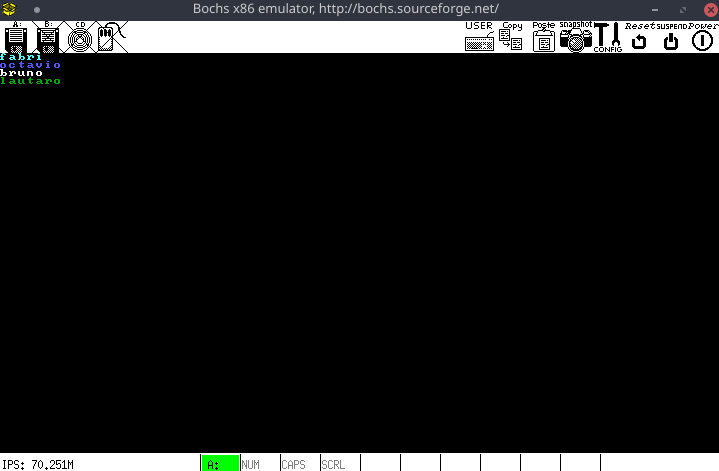 Bochs x86 emulator, http://bochs.sourceforge.net/
A: B: CD USER Copy Paste snapshot CONFIG Reset SUSPEND Power
fabri
octavio
bruno
lautaro
IPS: 70.251M A: NUM CAPS SCRL